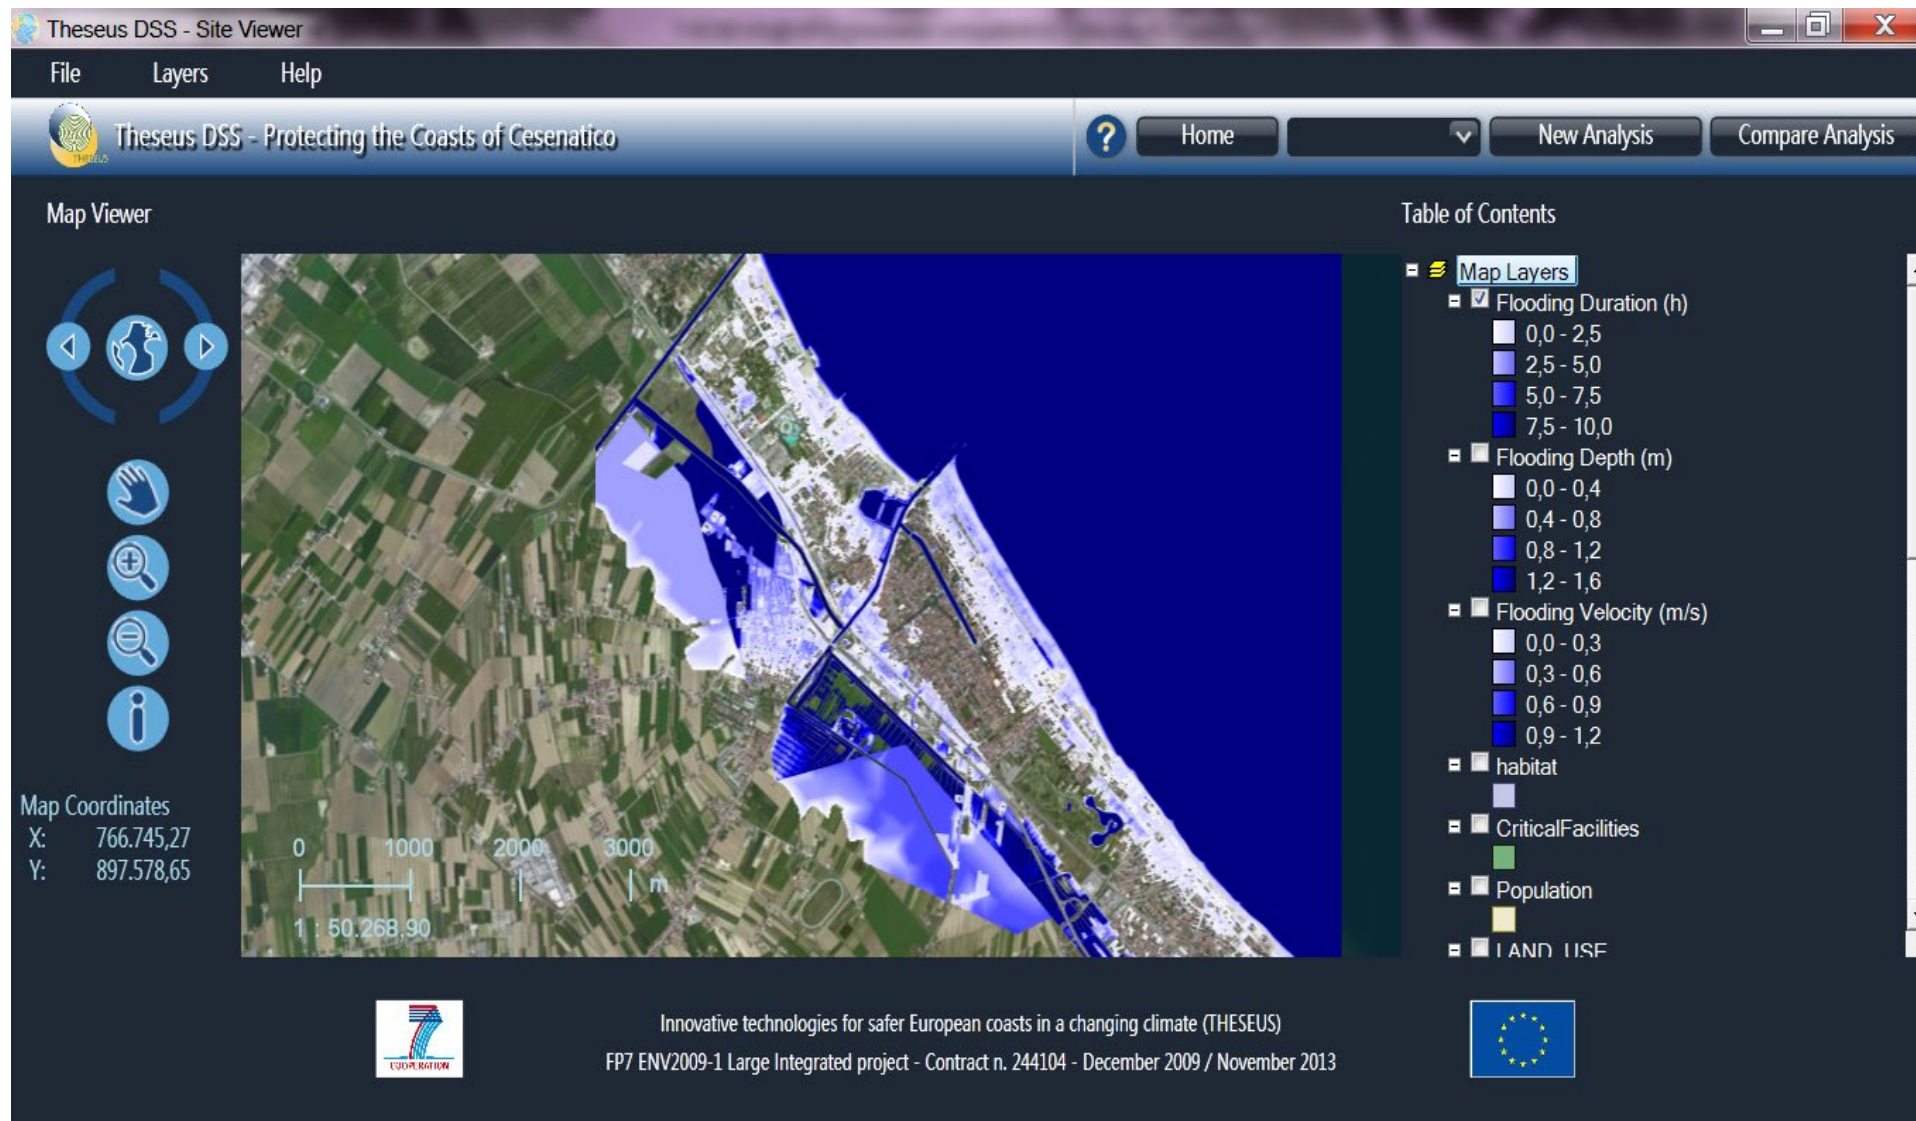 Theseus DSS - Site Viewer
File Layers Help
THESEUS
Theseus DSS - Protecting the Coasts of Cesenatico
? Home New Analysis Compare Analysis
Map Viewer
Table of Contents
Map Layers
Flooding Duration (h)
0,0 - 2,5
2,5 - 5,0
5,0 - 7,5
7,5 - 10,0
Flooding Depth (m)
0,0 - 0,4
0,4 - 0,8
0,8 - 1,2
1,2 - 1,6
Flooding Velocity (m/s)
0,0 - 0,3
0,3 - 0,6
0,6 - 0,9
0,9 - 1,2
habitat
CriticalFacilities
Population
LAND_USE
Map Coordinates
X: 766.745,27
Y: 897.578,65
0 1000 2000 3000
m
1 : 50.268,90
7
COOPERATION
Innovative technologies for safer European coasts in a changing climate (THESEUS)
FP7 ENV2009-1 Large Integrated project - Contract n. 244104 - December 2009 / November 2013